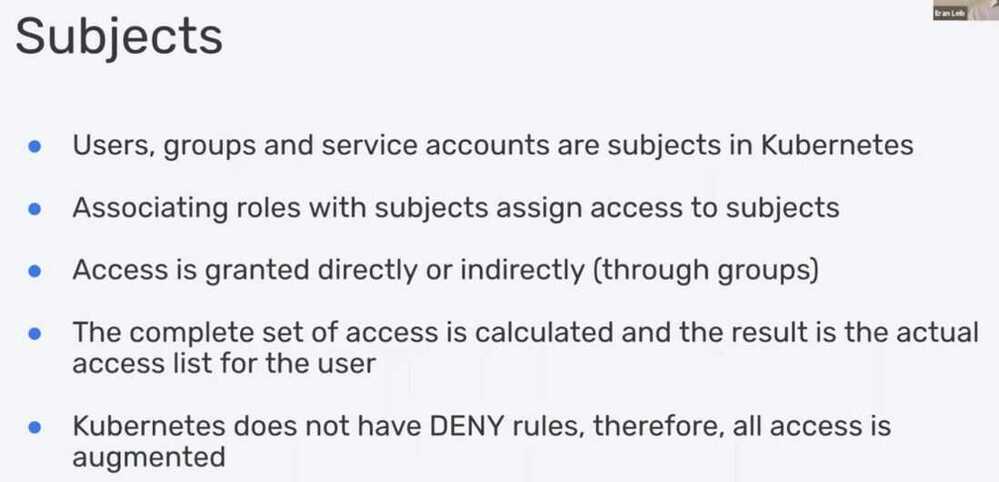 Subjects
Eran Leib
● Users, groups and service accounts are subjects in Kubernetes
● Associating roles with subjects assign access to subjects
● Access is granted directly or indirectly (through groups)
● The complete set of access is calculated and the result is the actual
access list for the user
● Kubernetes does not have DENY rules, therefore, all access is
augmented